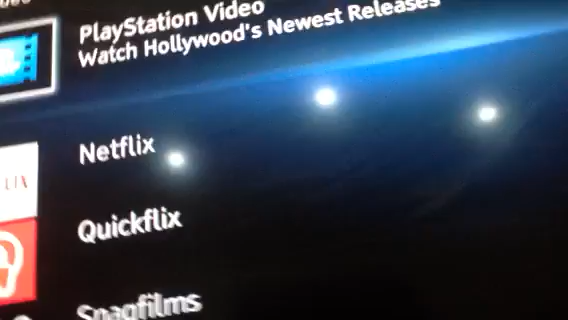 PlayStation Video
Watch Hollywood's Newest Releases
Netflix
Quickflix
Snagfilms